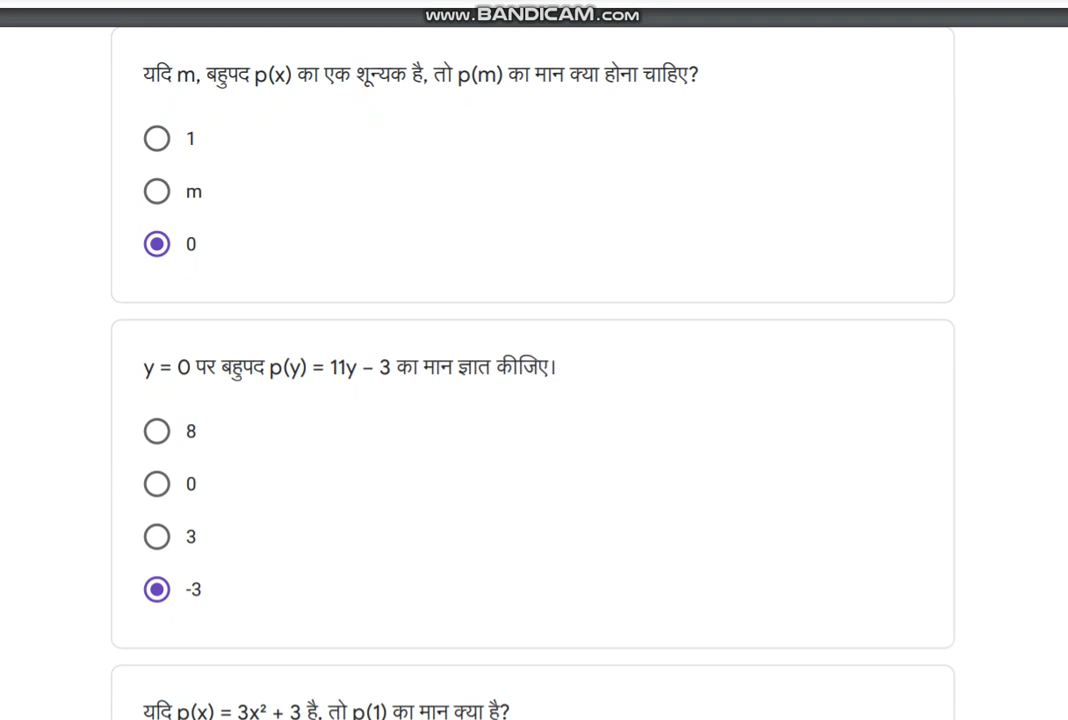 www.BANDICAM.com
यदि m, बहुपद p(x) का एक शून्यक है, तो p(m) का मान क्या होना चाहिए?
1
m
0
y = 0 पर बहुपद p(y) = 11y – 3 का मान ज्ञात कीजिए।
8
0
3
-3
यदि p(x) = 3x² + 3 है, तो p(1) का मान क्या है?